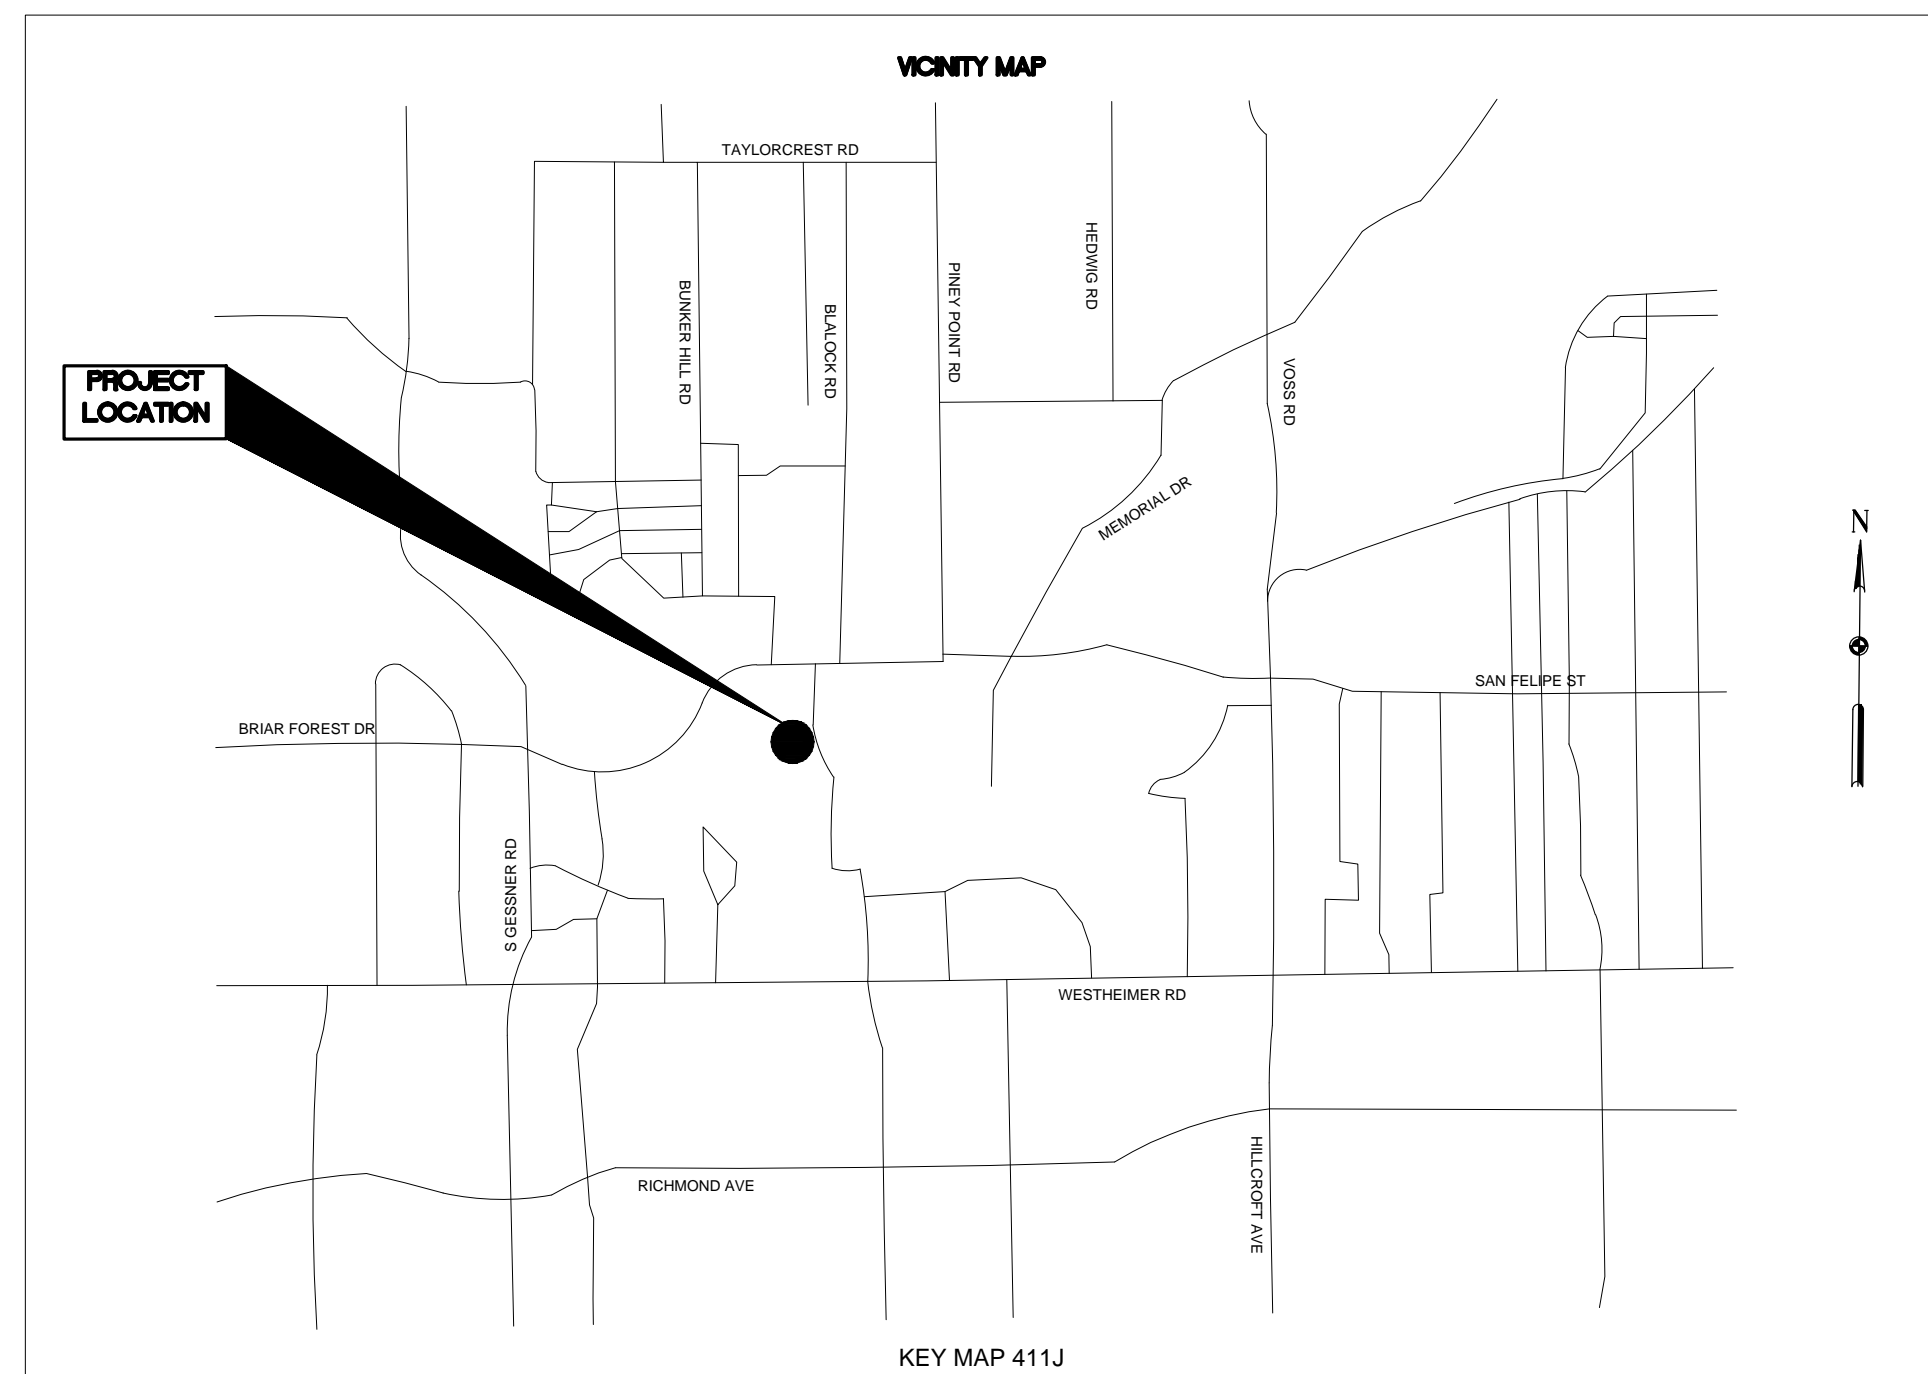 VICINITY MAP
TAYLORCREST RD
HEDWIG RD
PINEY POINT RD
BUNKER HILL RD
BLALOCK RD
VOSS RD
PROJECT
LOCATION
MEMORIAL DR
N
SAN FELIPE ST
BRIAR FOREST DR
S GESSNER RD
WESTHEIMER RD
HILLCROFT AVE
RICHMOND AVE
KEY MAP 411J